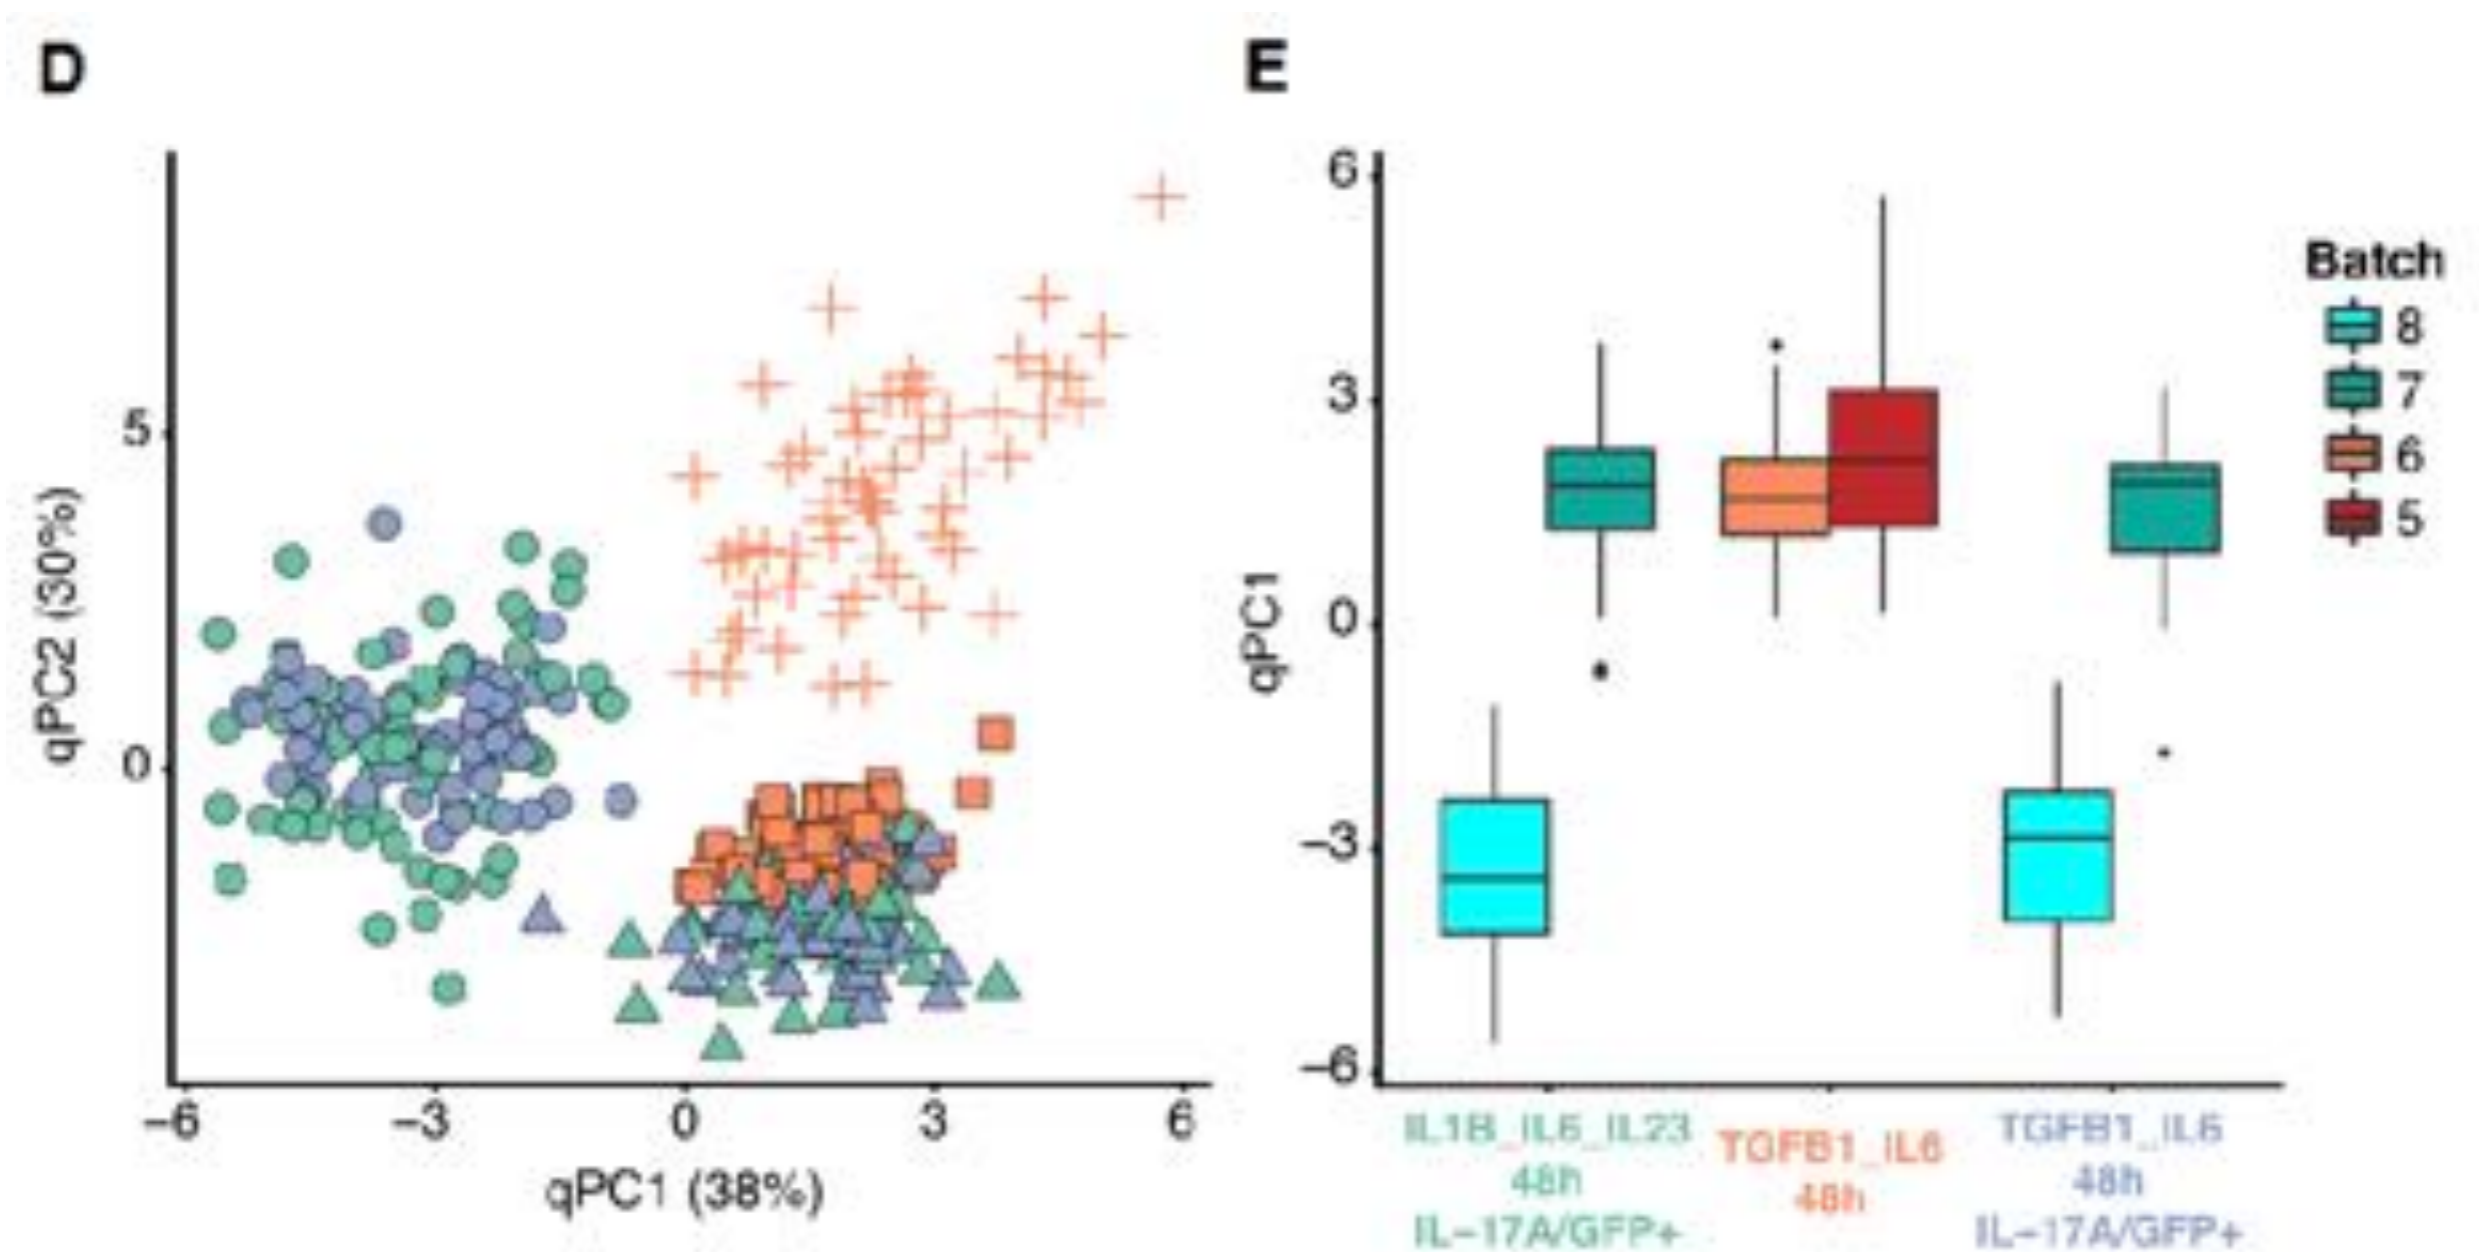 D
5
0
qPC2 (30%)
−6
−3
0
3
6
qPC1 (38%)
E
6
3
0
−3
−6
qPC1
IL1B_IL6_IL23
48h
IL−17A/GFP+
TGFB1_IL6
48h
TGFB1_IL6
48h
IL−17A/GFP+
Batch
8
7
6
5